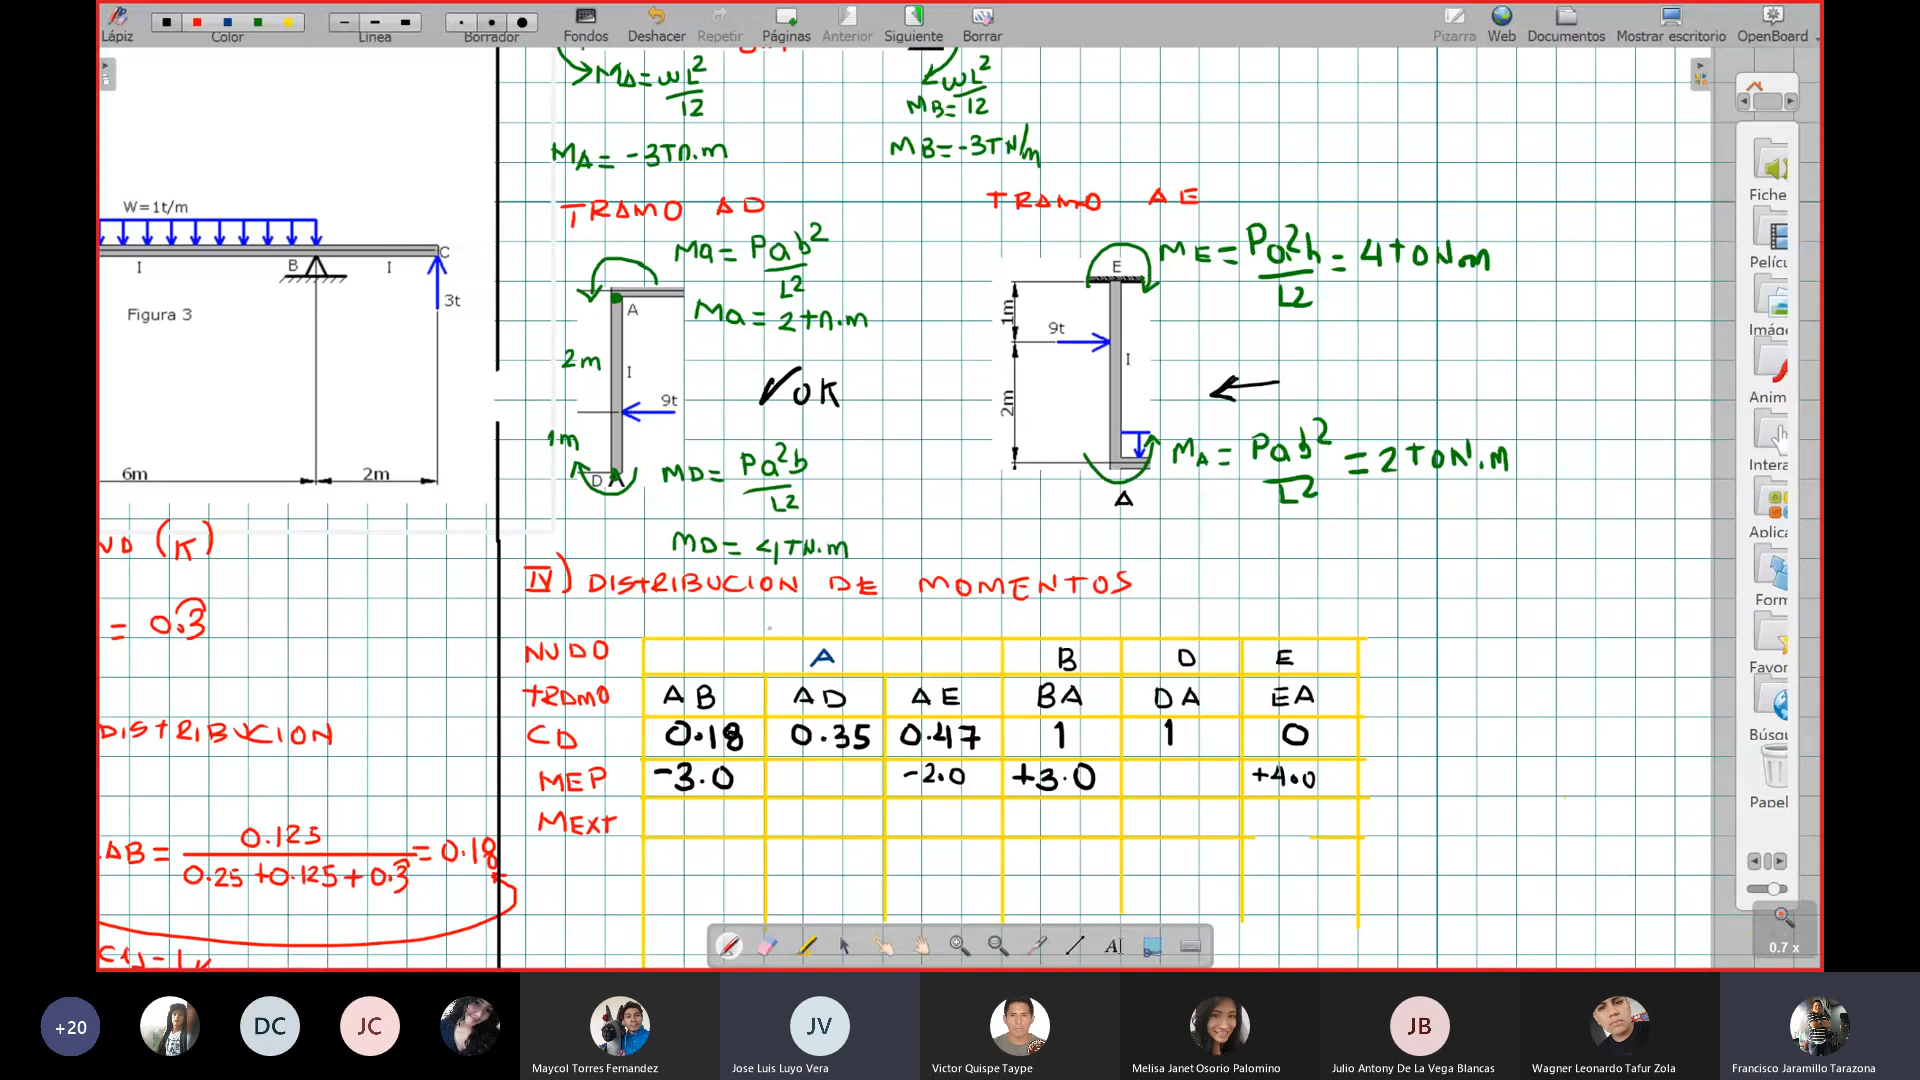 Lápiz Color Linea Borrador Fondos Deshacer Repetir Páginas Anterior Siguiente Borrar Pizarra Web Documentos Mostrar escritorio OpenBoard
MA = wL²/12
MB = wL²/12
MA = -3Tn.m
MB = -3TN/m
W=1t/m
B
C
I
I
3t
Figura 3
6m
2m
TRAMO AD
TRAMO AE
Ma = Pab²/L²
Ma = 2tn.m
A
2m
I
9t
1m
D
A
OK
MD = Pa²b/L²
MD = 4TN.m
ME = Pa²b/L² = 4toNm
E
1m
9t
I
2m
A
MA = Pab²/L² = 2toN.m
(K)
= 0.3
DISTRIBUCION
AB = 0.125/0.25+0.125+0.3 = 0.18
IV) DISTRIBUCION DE MOMENTOS
NUDO A B D E
TRAMO AB AD AE BA DA EA
CD 0.18 0.35 0.47 1 1 0
MEP -3.0 -2.0 +3.0 +4.0
MEXT
Fiche
Pelícu
Imáge
Anim
Intera
Aplica
Form
Favor
Búsqu
Papel
0.7 x
+20
DC
JC
JV
JB
Maycol Torres Fernandez
Jose Luis Luyo Vera
Victor Quispe Taype
Melisa Janet Osorio Palomino
Julio Antony De La Vega Blancas
Wagner Leonardo Tafur Zola
Francisco Jaramillo Tarazona